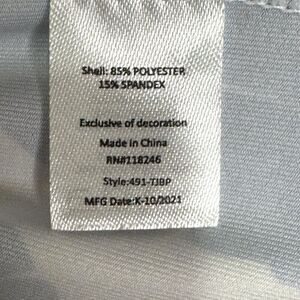 Shell: 85% POLYESTER
15% SPANDEX
Exclusive of decoration
Made in China
RN#118246
Style:491-TJBP
MFG Date:K-10/2021